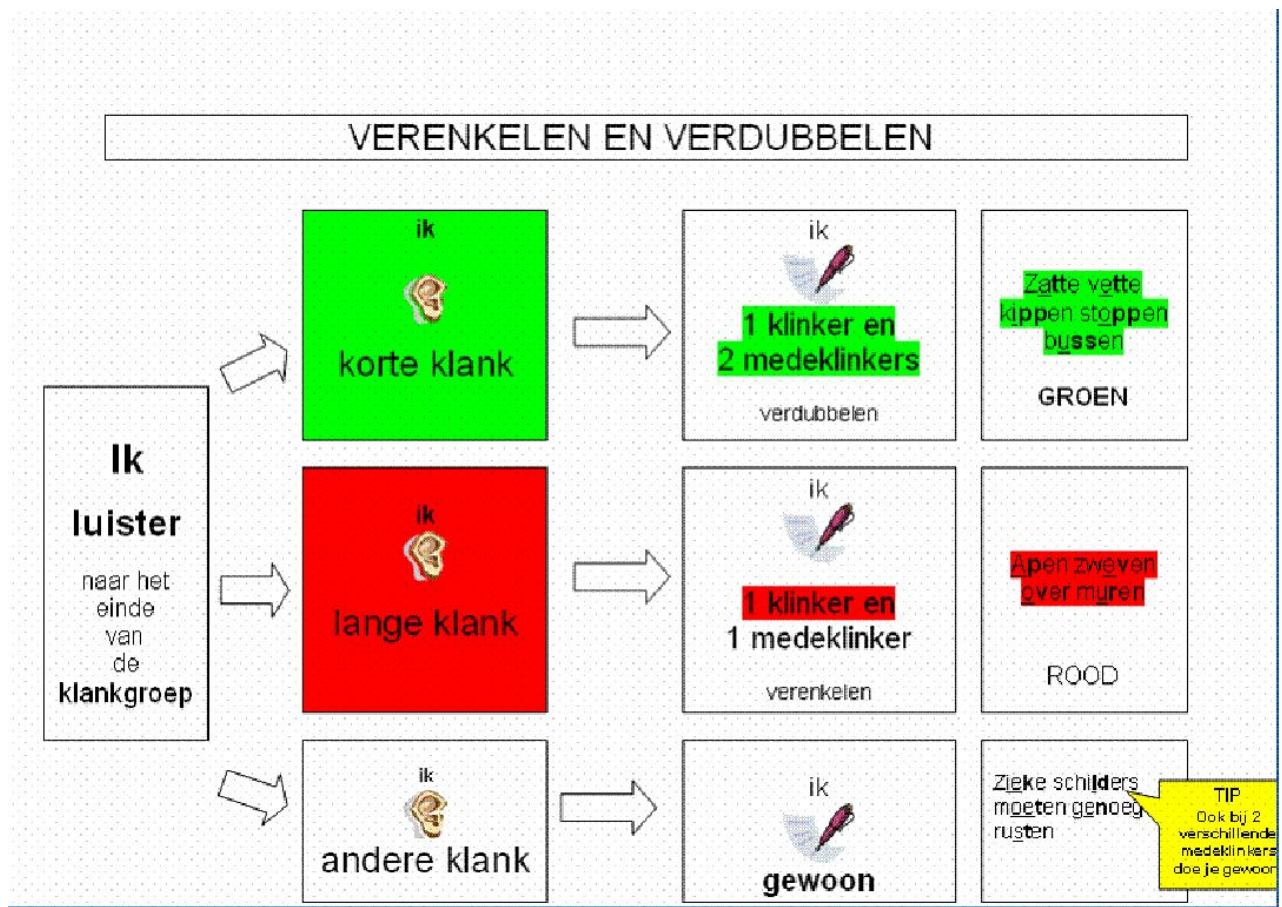 VERENKELEN EN VERDUBBELEN
Ik
luister
naar het
einde
van
de
klankgroep
ik
korte klank
ik
1 klinker en
2 medeklinkers
verdubbelen
Zatte vette
kippen stoppen
bussen
GROEN
ik
lange klank
ik
1 klinker en
1 medeklinker
verenkelen
Apen zweven
over muren
ROOD
ik
andere klank
ik
gewoon
Zieke schilders
moeten genoeg
rusten
TIP
Ook bij 2
verschillende
medeklinkers
doe je gewoon